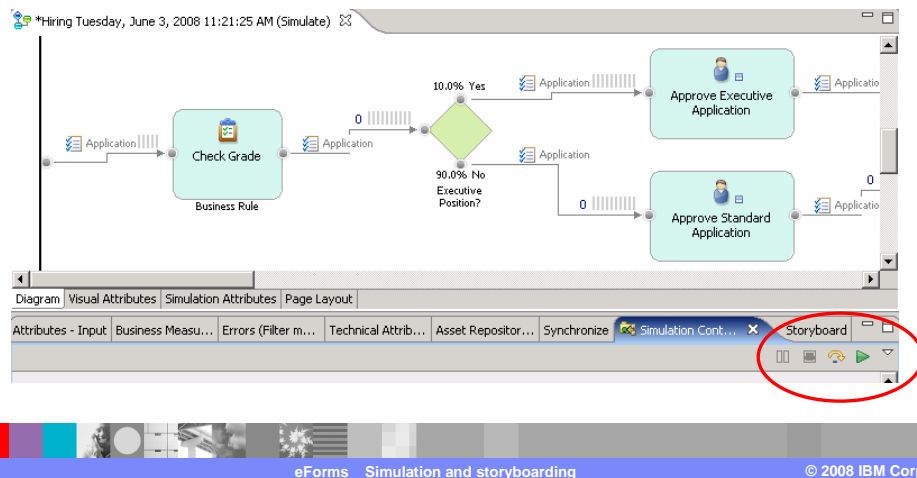 *Hiring Tuesday, June 3, 2008 11:21:25 AM (Simulate)
10.0% Yes
Application
Approve Executive
Application
Applicatio
0
Application
Check Grade
Application
Business Rule
90.0% No
Executive
Position?
Application
0
Approve Standard
Application
0
Applicatio
Diagram Visual Attributes Simulation Attributes Page Layout
Attributes - Input Business Measu... Errors (Filter m... Technical Attrib... Asset Repositor... Synchronize Simulation Cont... Storyboard
eForms Simulation and storyboarding
© 2008 IBM Cor